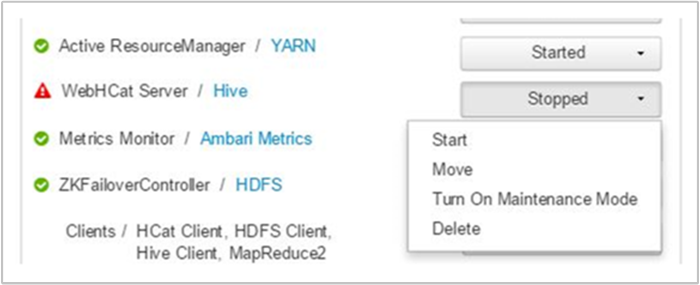 Active ResourceManager / YARN Started
WebHCat Server / Hive Stopped
Metrics Monitor / Ambari Metrics
ZKFailoverController / HDFS
Clients / HCat Client, HDFS Client,
Hive Client, MapReduce2
Start
Move
Turn On Maintenance Mode
Delete